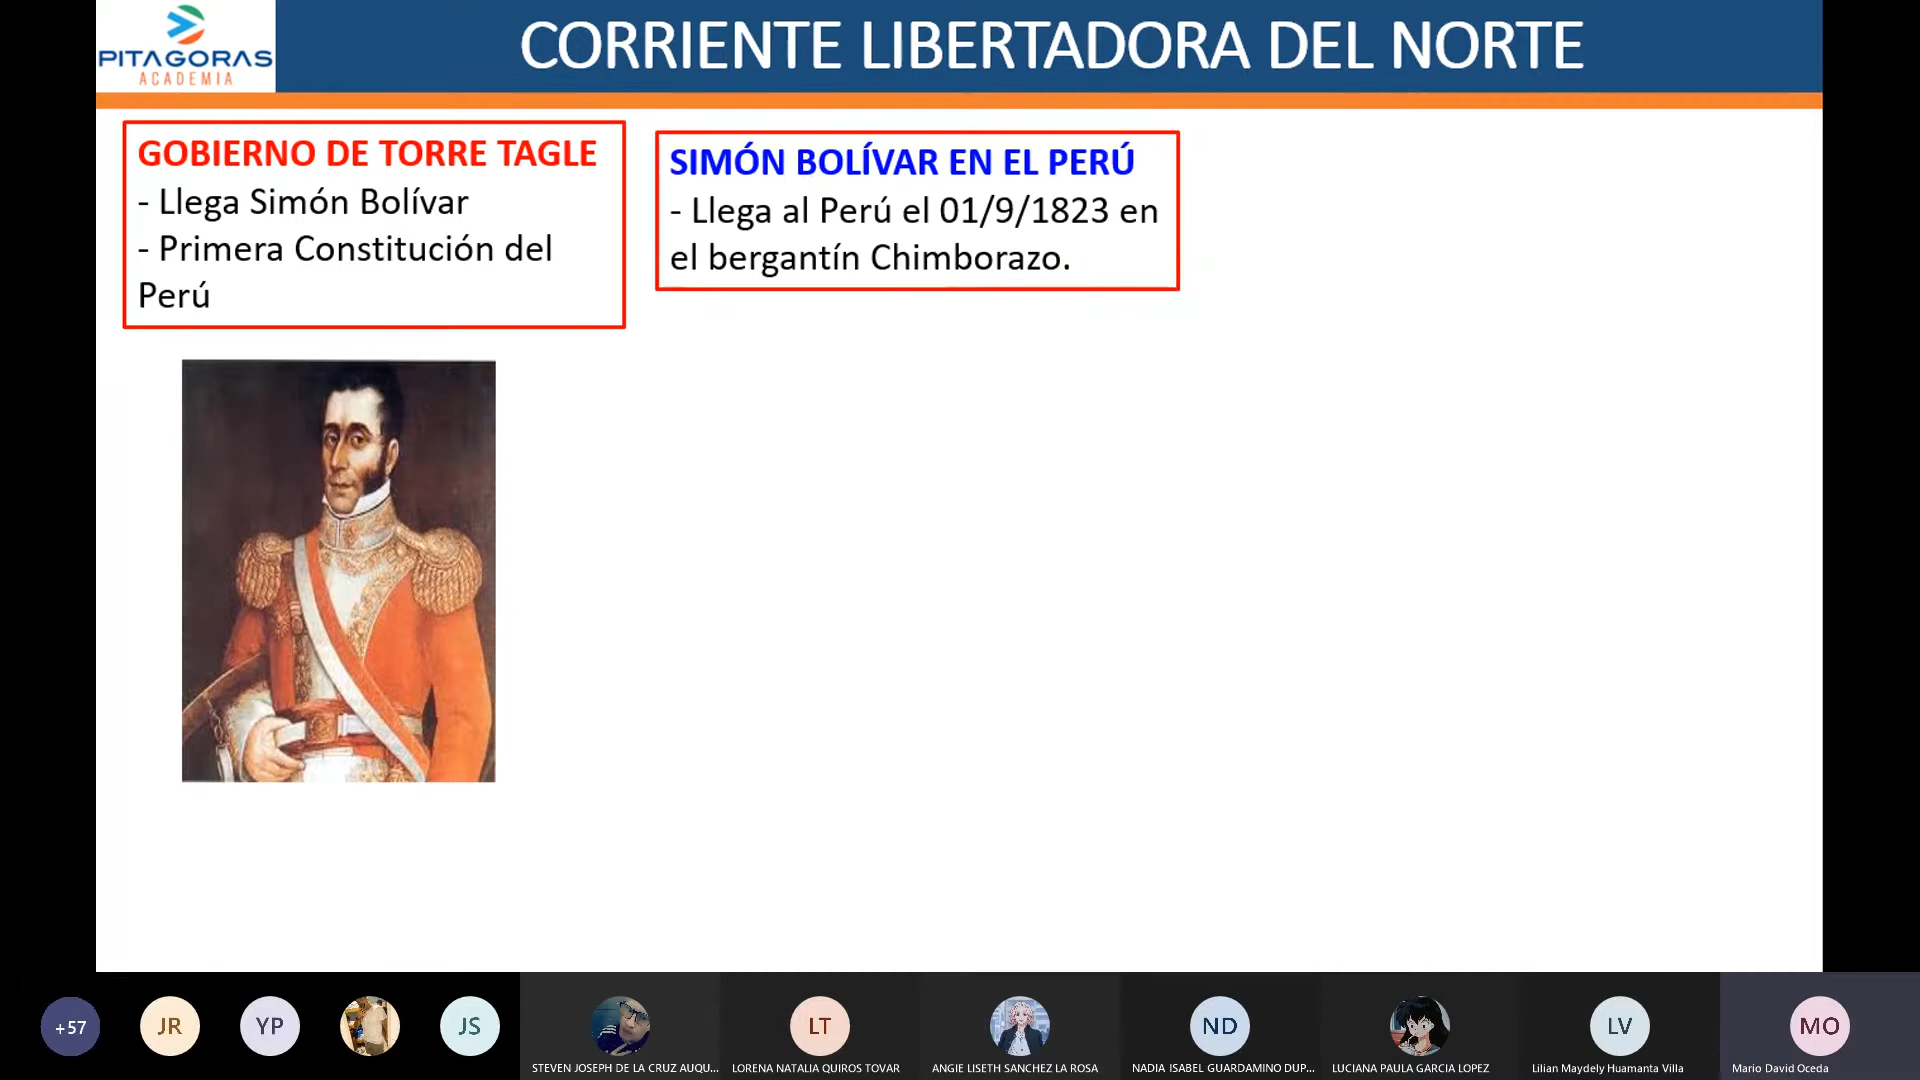 PITAGORAS
ACADEMIA
CORRIENTE LIBERTADORA DEL NORTE
GOBIERNO DE TORRE TAGLE
- Llega Simón Bolívar
- Primera Constitución del
Perú
SIMÓN BOLÍVAR EN EL PERÚ
- Llega al Perú el 01/9/1823 en
el bergantín Chimborazo.
+57
JR
YP
JS
LT
ND
LV
MO
STEVEN JOSEPH DE LA CRUZ AUQU...
LORENA NATALIA QUIROS TOVAR
ANGIE LISETH SANCHEZ LA ROSA
NADIA ISABEL GUARDAMINO DUP...
LUCIANA PAULA GARCIA LOPEZ
Lilian Maydely Huamanta Villa
Mario David Oceda